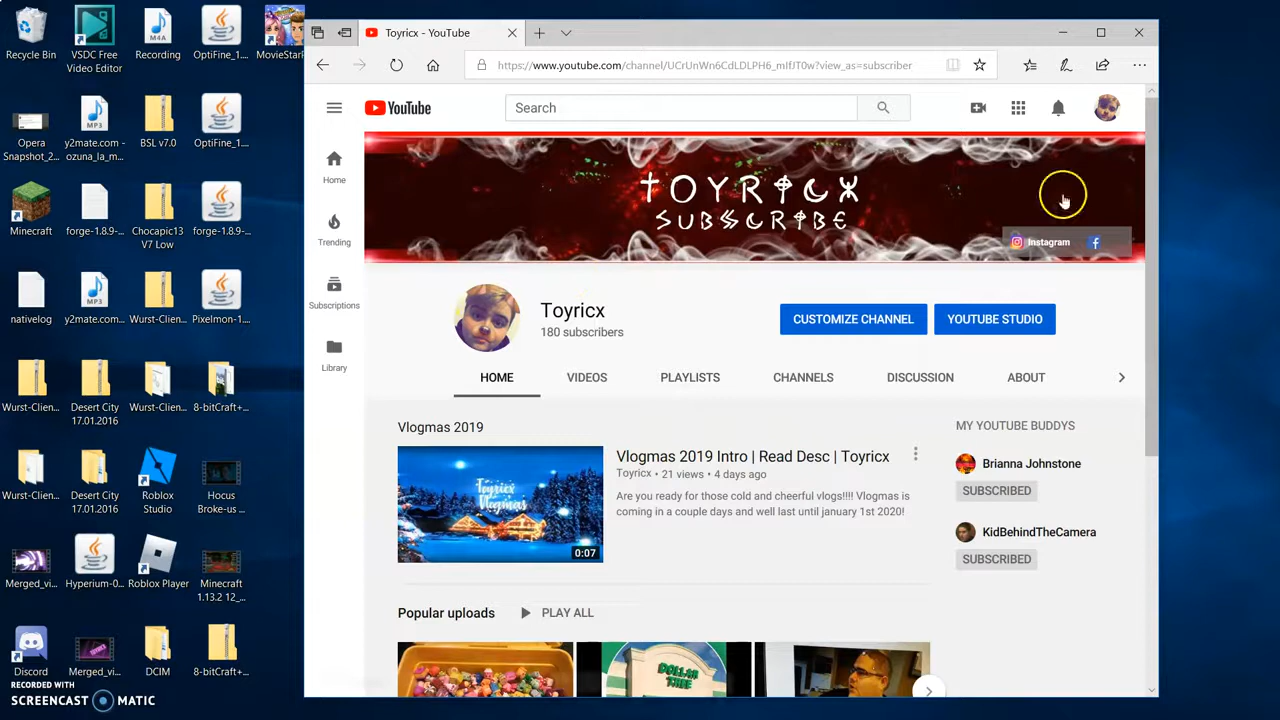 Recycle Bin
VSDC Free
Video Editor
Recording
OptiFine_1....
MovieStarP
Opera
Snapshot_2...
y2mate.com -
ozuna_la_m...
BSL v7.0
OptiFine_1....
Minecraft
forge-1.8.9-...
Chocapic13
V7 Low
forge-1.8.9-...
nativelog
y2mate.com...
Wurst-Clien...
Pixelmon-1....
Wurst-Clien...
Desert City
17.01.2016
Wurst-Clien...
8-bitCraft+...
Wurst-Clien...
Desert City
17.01.2016
Roblox
Studio
Hocus
Broke-us ...
Merged_vi...
Hyperium-0...
Roblox Player
Minecraft
1.13.2 12_...
Discord
Merged_vi...
DCIM
8-bitCraft+...
RECORDED WITH
SCREENCAST MATIC
Toyricx - YouTube
https://www.youtube.com/channel/UCrUnWn6CdLDLPH6_mIfJT0w?view_as=subscriber
YouTube
Search
Home
Trending
Subscriptions
Library
TOYRICX
SUBSCRIBE
Instagram
Toyricx
180 subscribers
CUSTOMIZE CHANNEL
YOUTUBE STUDIO
HOME VIDEOS PLAYLISTS CHANNELS DISCUSSION ABOUT
Vlogmas 2019
Toyricx
Vlogmas
0:07
Vlogmas 2019 Intro | Read Desc | Toyricx
Toyricx • 21 views • 4 days ago
Are you ready for those cold and cheerful vlogs!!!! Vlogmas is
coming in a couple days and well last until january 1st 2020!
MY YOUTUBE BUDDYS
Brianna Johnstone
SUBSCRIBED
KidBehindTheCamera
SUBSCRIBED
Popular uploads
PLAY ALL
DOLLAR
TREE